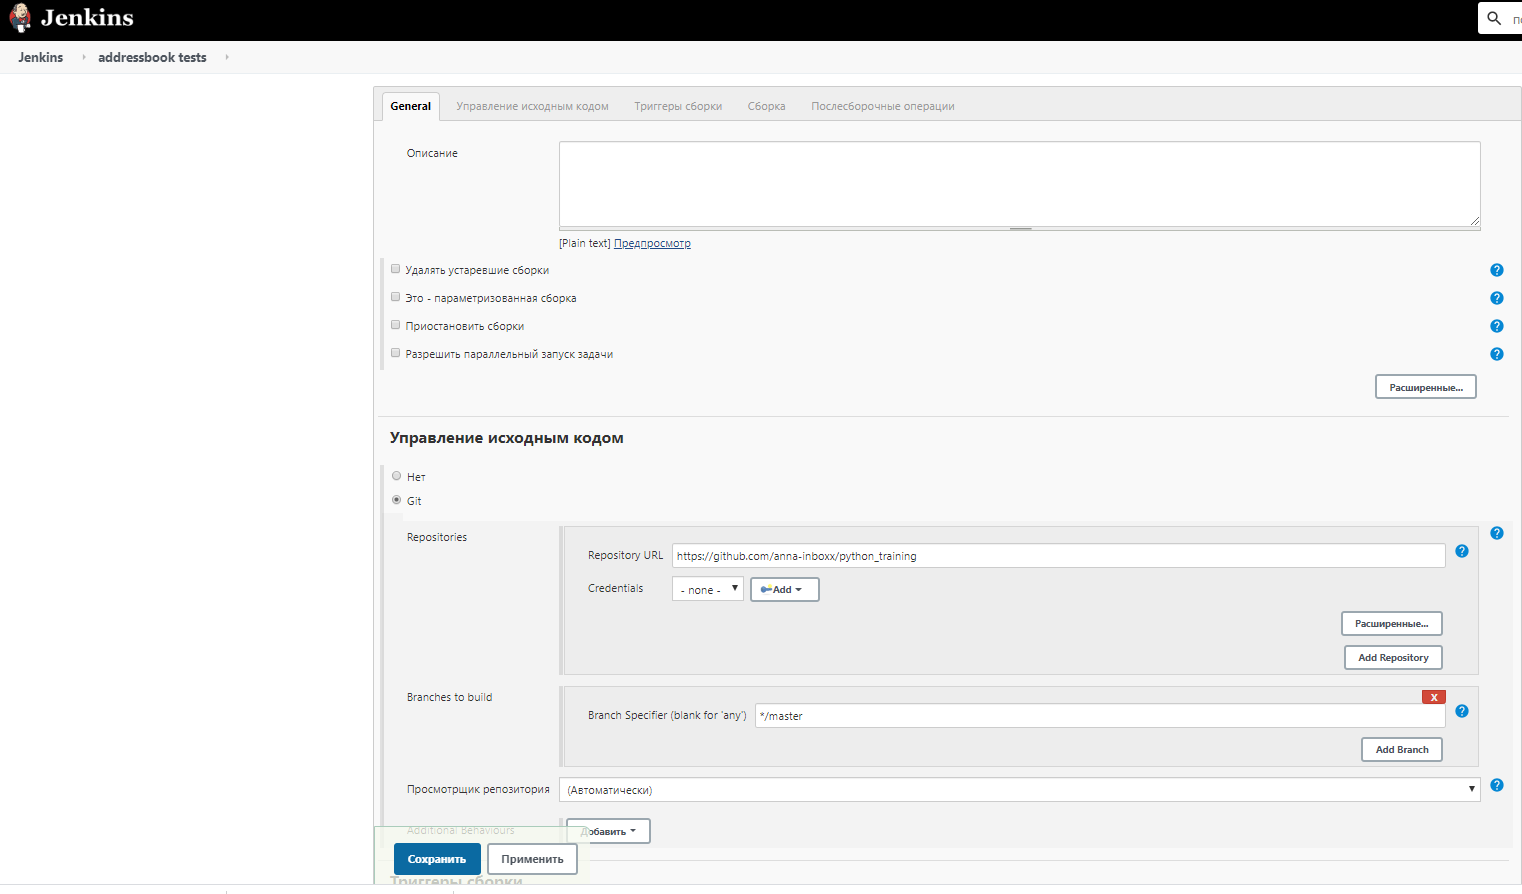 Jenkins
Jenkins addressbook tests
General Управление исходным кодом Триггеры сборки Сборка Послесборочные операции
Описание
[Plain text] Предпросмотр
Удалять устаревшие сборки
Это - параметризованная сборка
Приостановить сборки
Разрешить параллельный запуск задачи
Расширенные...
Управление исходным кодом
Нет
Git
Repositories
Repository URL https://github.com/anna-inboxx/python_training
Credentials - none - Add
Расширенные...
Add Repository
Branches to build
X
Branch Specifier (blank for 'any') */master
Add Branch
Просмотрщик репозитория (Автоматически)
Additional Behaviours Добавить
Сохранить Применить
Триггеры сборки